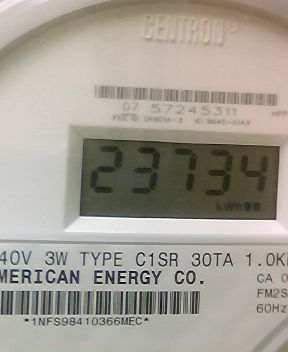 CENTRON
07 57245311
23734
kWh
40V 3W TYPE C1SR 30TA 1.0K
MERICAN ENERGY CO.
CA 0
FM2S
60Hz
*1NFS98410366MEC*